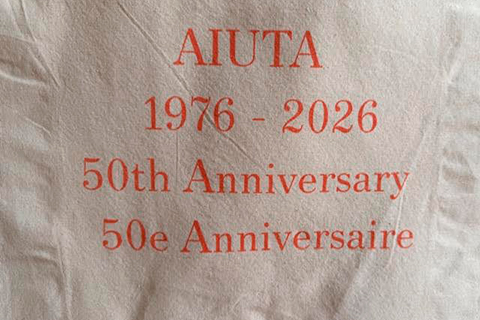 AIUTA
1976 - 2026
50th Anniversary
50e Anniversaire